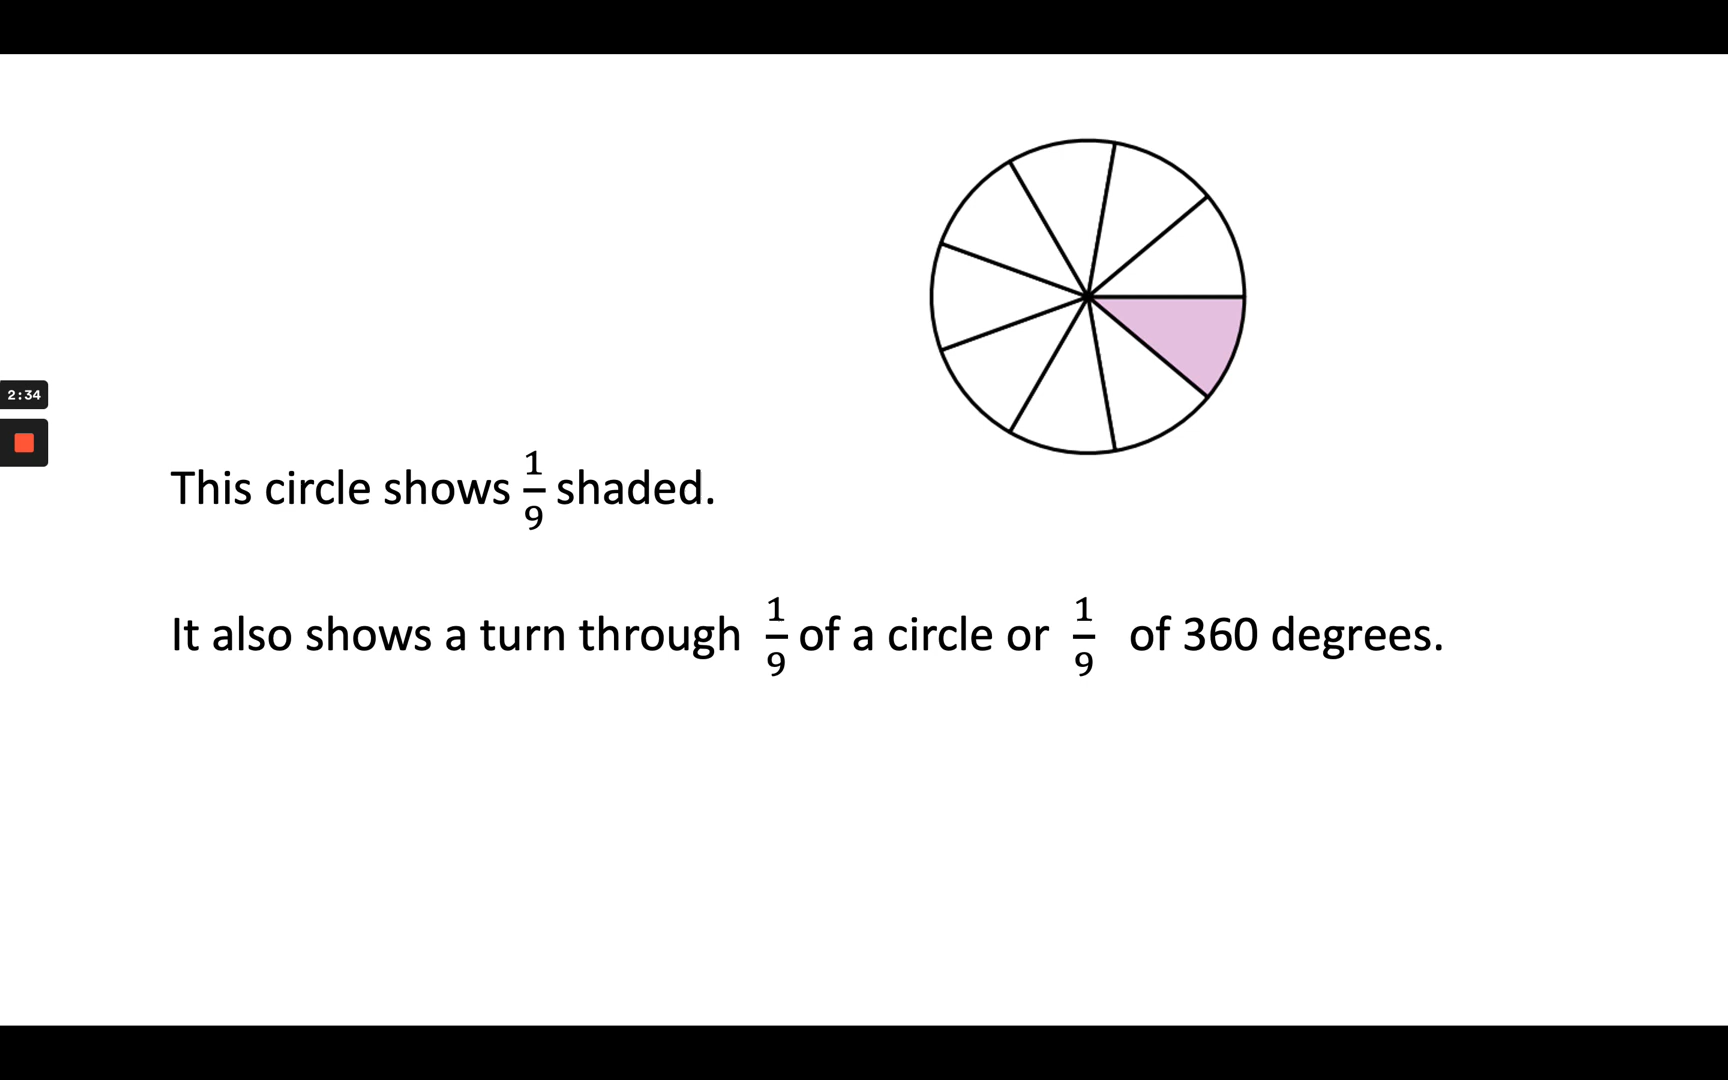 2:34
This circle shows 1/9 shaded.
It also shows a turn through 1/9 of a circle or 1/9 of 360 degrees.